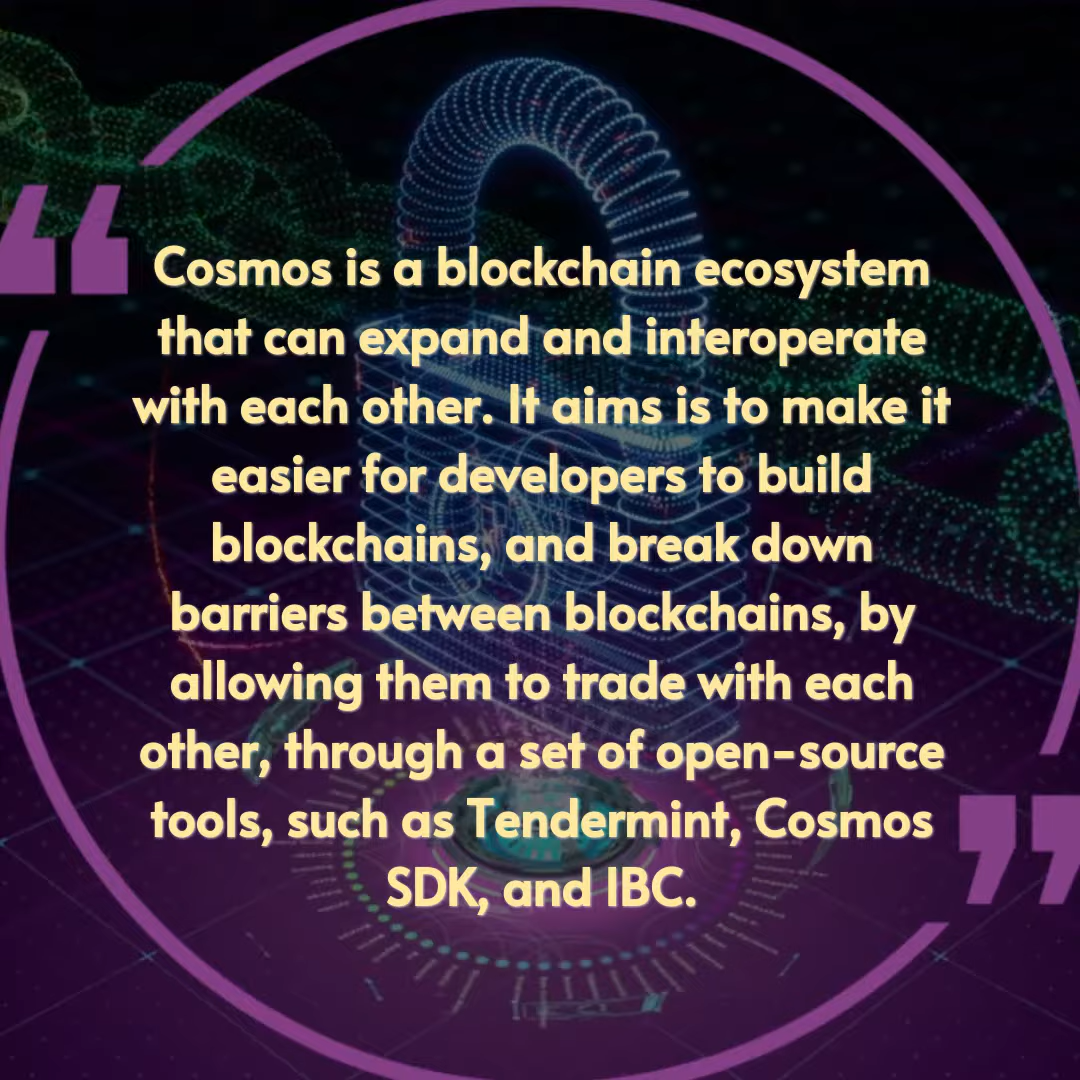 Cosmos is a blockchain ecosystem
that can expand and interoperate
with each other. It aims is to make it
easier for developers to build
blockchains, and break down
barriers between blockchains, by
allowing them to trade with each
other, through a set of open-source
tools, such as Tendermint, Cosmos
SDK, and IBC.